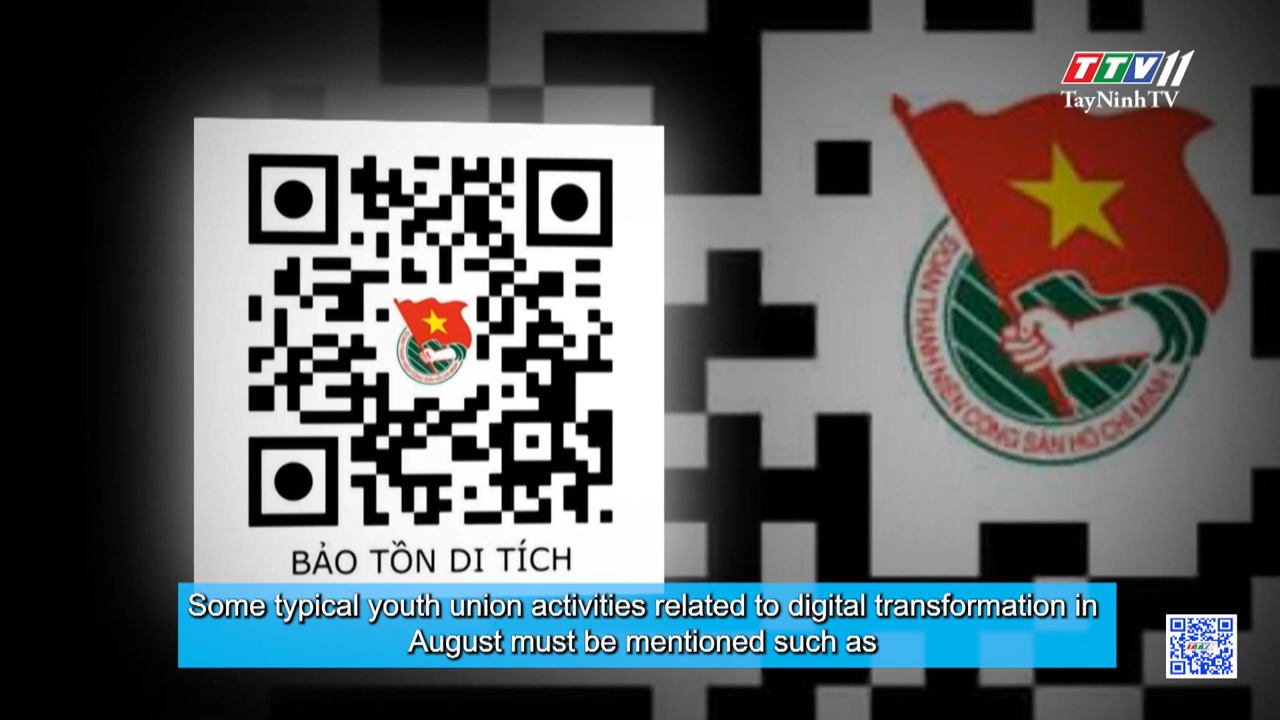 TTV11
TayNinhTV
ĐOÀN THANH NIÊN CỘNG SẢN HỒ CHÍ MINH
BẢO TỒN DI TÍCH
Some typical youth union activities related to digital transformation in
August must be mentioned such as